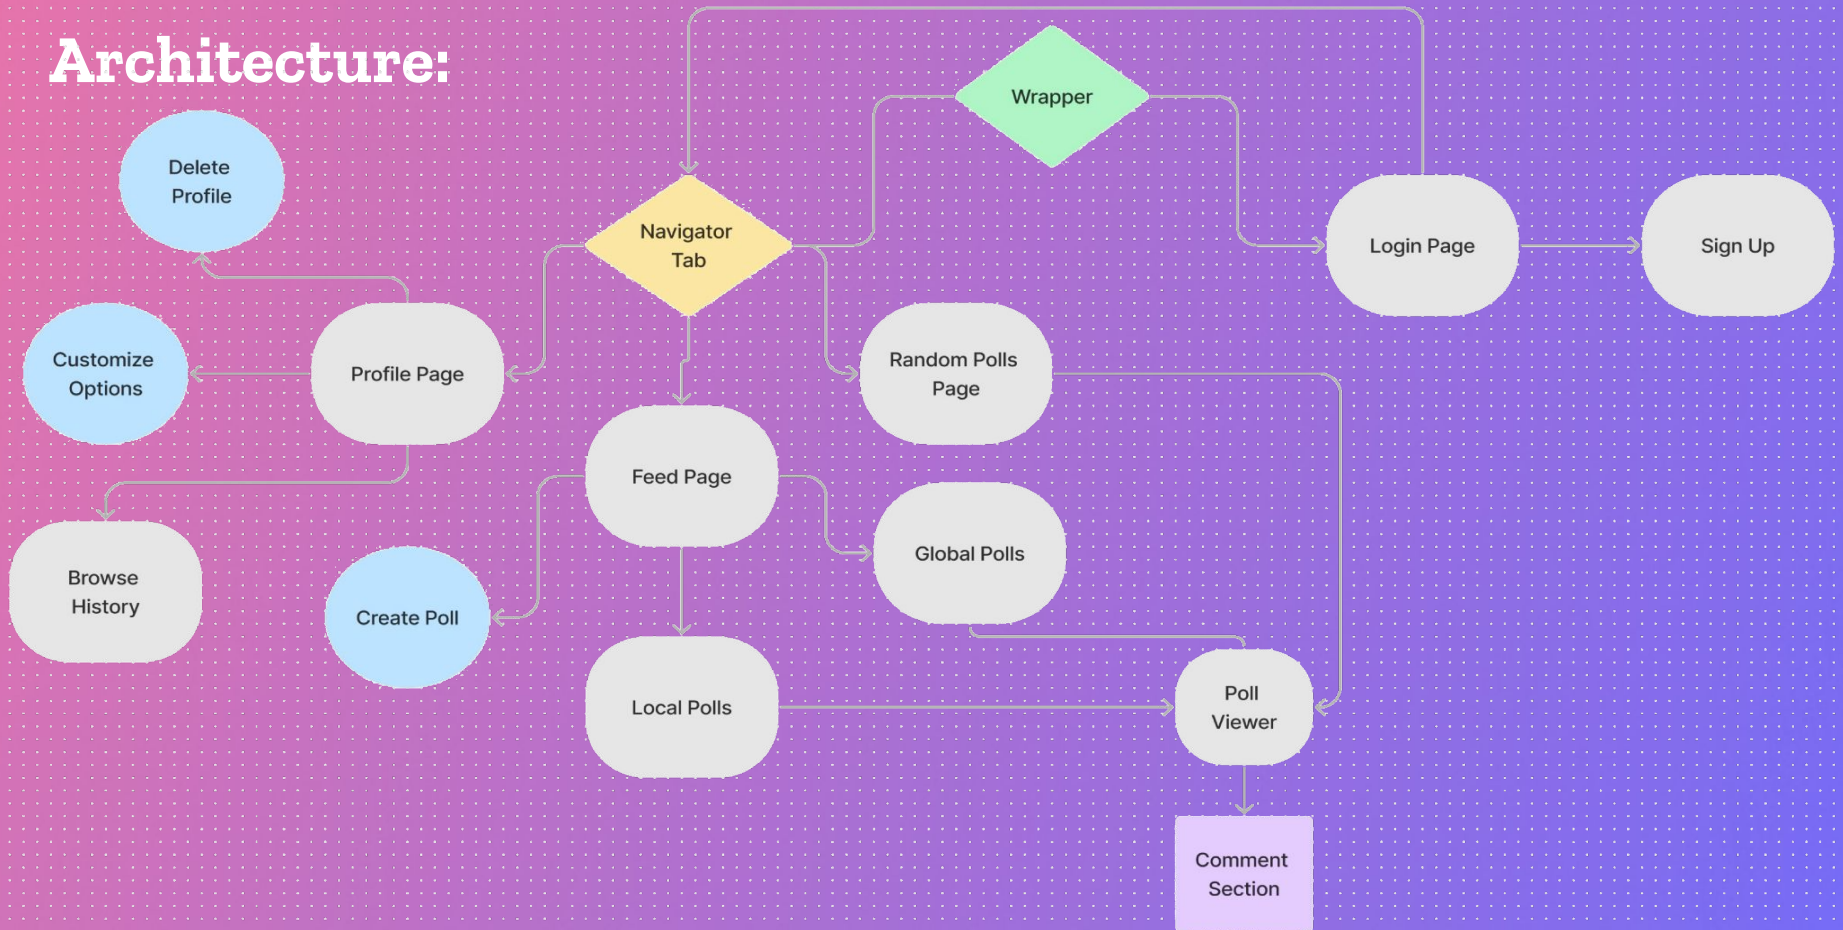 Architecture:
Wrapper
Delete
Profile
Navigator
Tab
Login Page
Sign Up
Customize
Options
Profile Page
Random Polls
Page
Feed Page
Global Polls
Browse
History
Create Poll
Local Polls
Poll
Viewer
Comment
Section